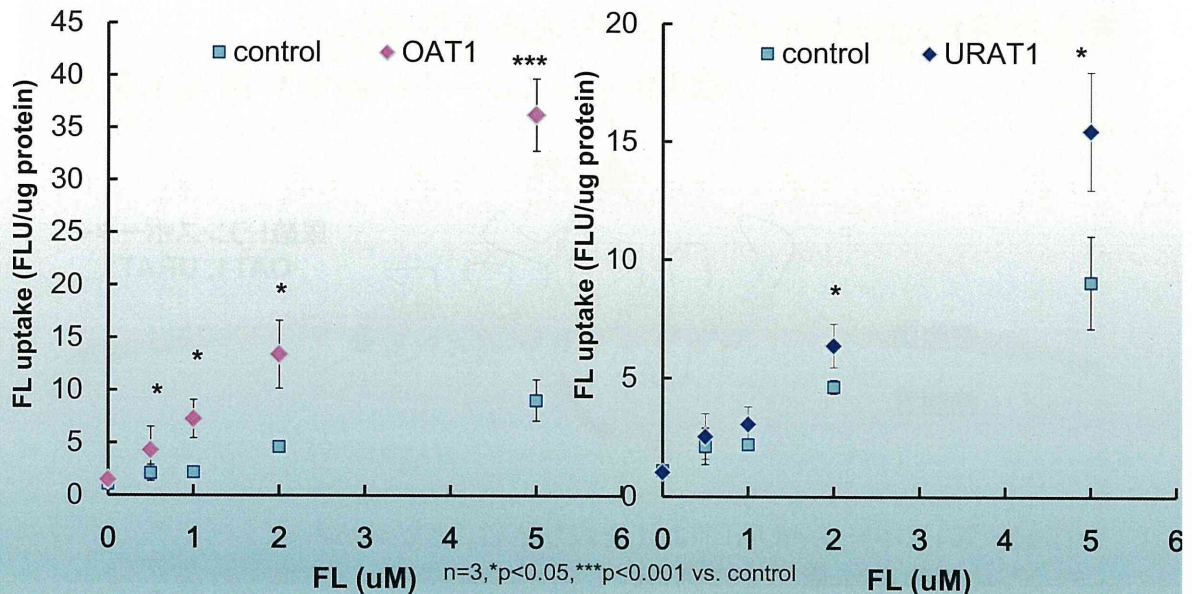 45
40
35
30
25
20
15
10
5
0
FL uptake (FLU/ug protein)
control
OAT1
*
*
*
***
0 1 2 3 4 5 6
FL (uM)
20
15
10
5
0
FL uptake (FLU/ug protein)
control
URAT1
*
*
0 1 2 3 4 5 6
FL (uM)
n=3,*p<0.05,***p<0.001 vs. control